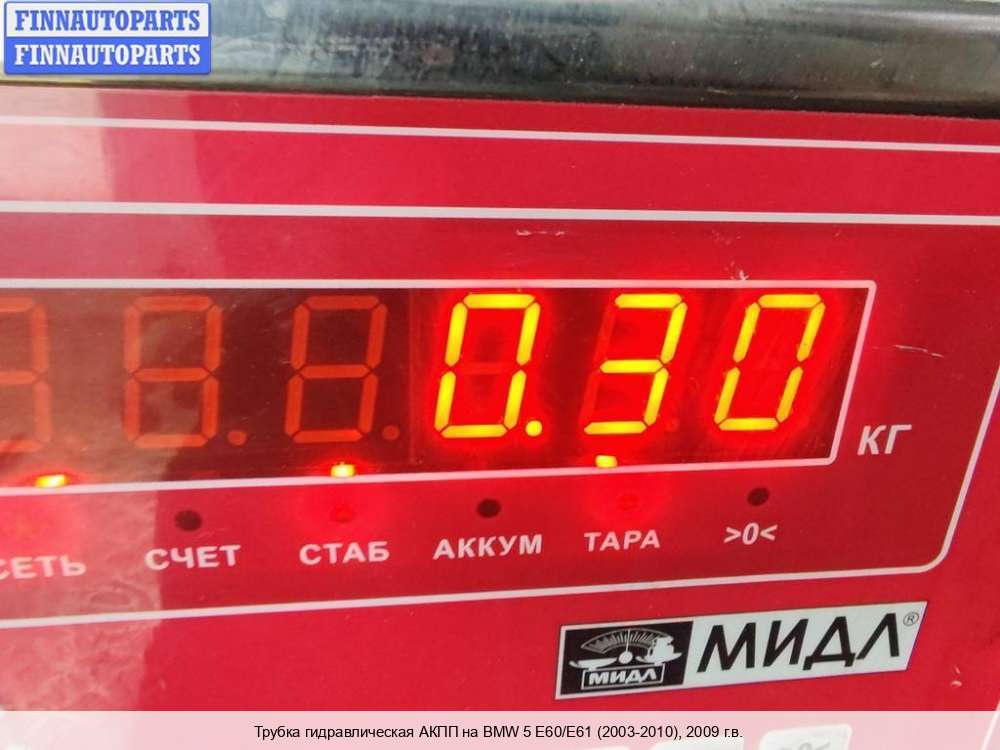 FINNAUTOPARTS
FINNAUTOPARTS
0.30
КГ
СЕТЬ СЧЕТ СТАБ АККУМ ТАРА >0<
МИДЛ МИДЛ®
Трубка гидравлическая АКПП на BMW 5 E60/E61 (2003-2010), 2009 г.в.